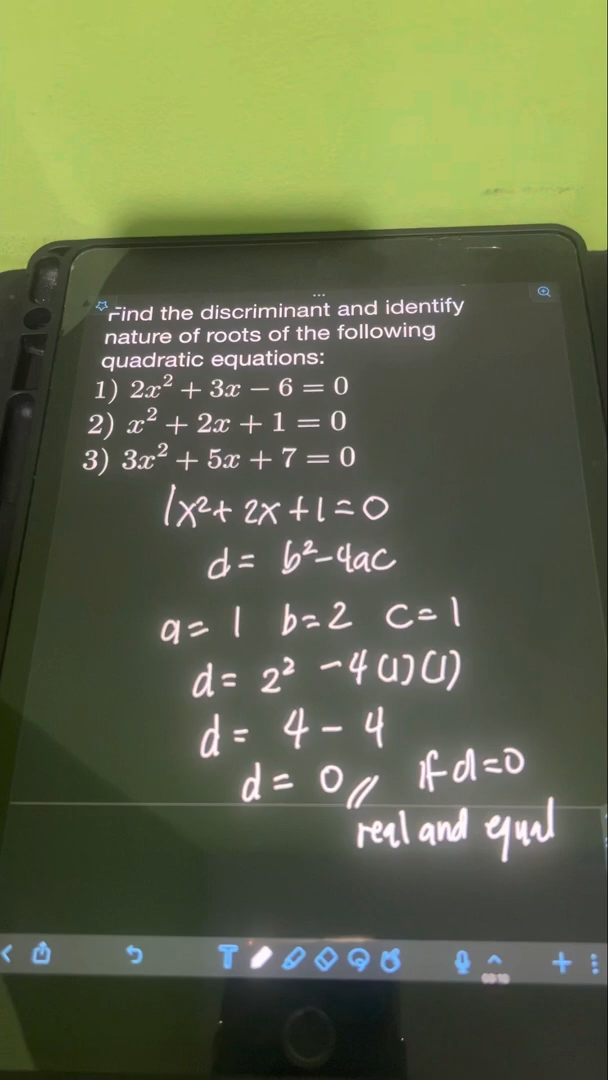 Find the discriminant and identify
nature of roots of the following
quadratic equations:
1) 2x² + 3x − 6 = 0
2) x² + 2x + 1 = 0
3) 3x² + 5x + 7 = 0
1x²+ 2x +1=0
d= b²-4ac
a= 1 b=2 c=1
d= 2² -4(1)(1)
d= 4-4
d= 0// If d=0
real and equal